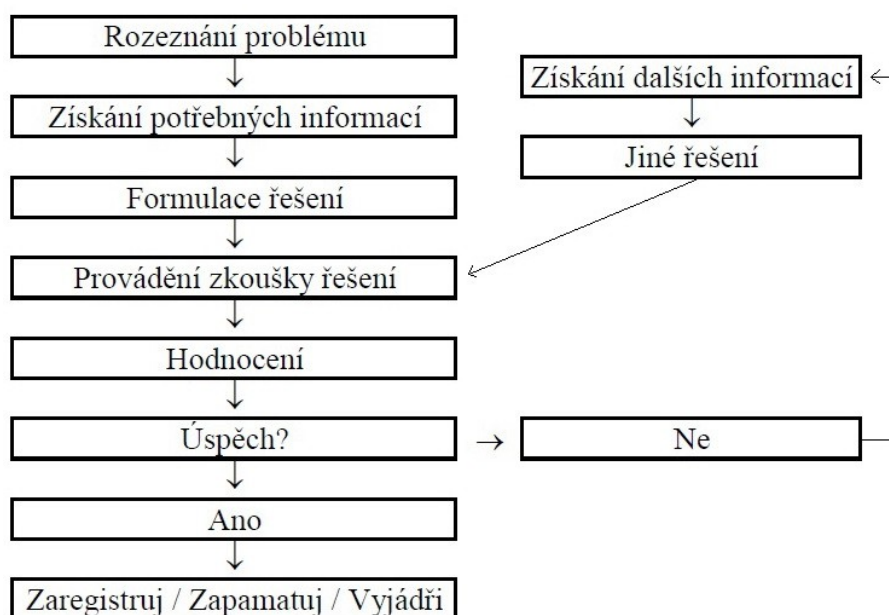 Rozeznání problému
Získání potřebných informací
Formulace řešení
Provádění zkoušky řešení
Hodnocení
Úspěch?
Ano
Zaregistruj / Zapamatuj / Vyjádři
Ne
Získání dalších informací
Jiné řešení